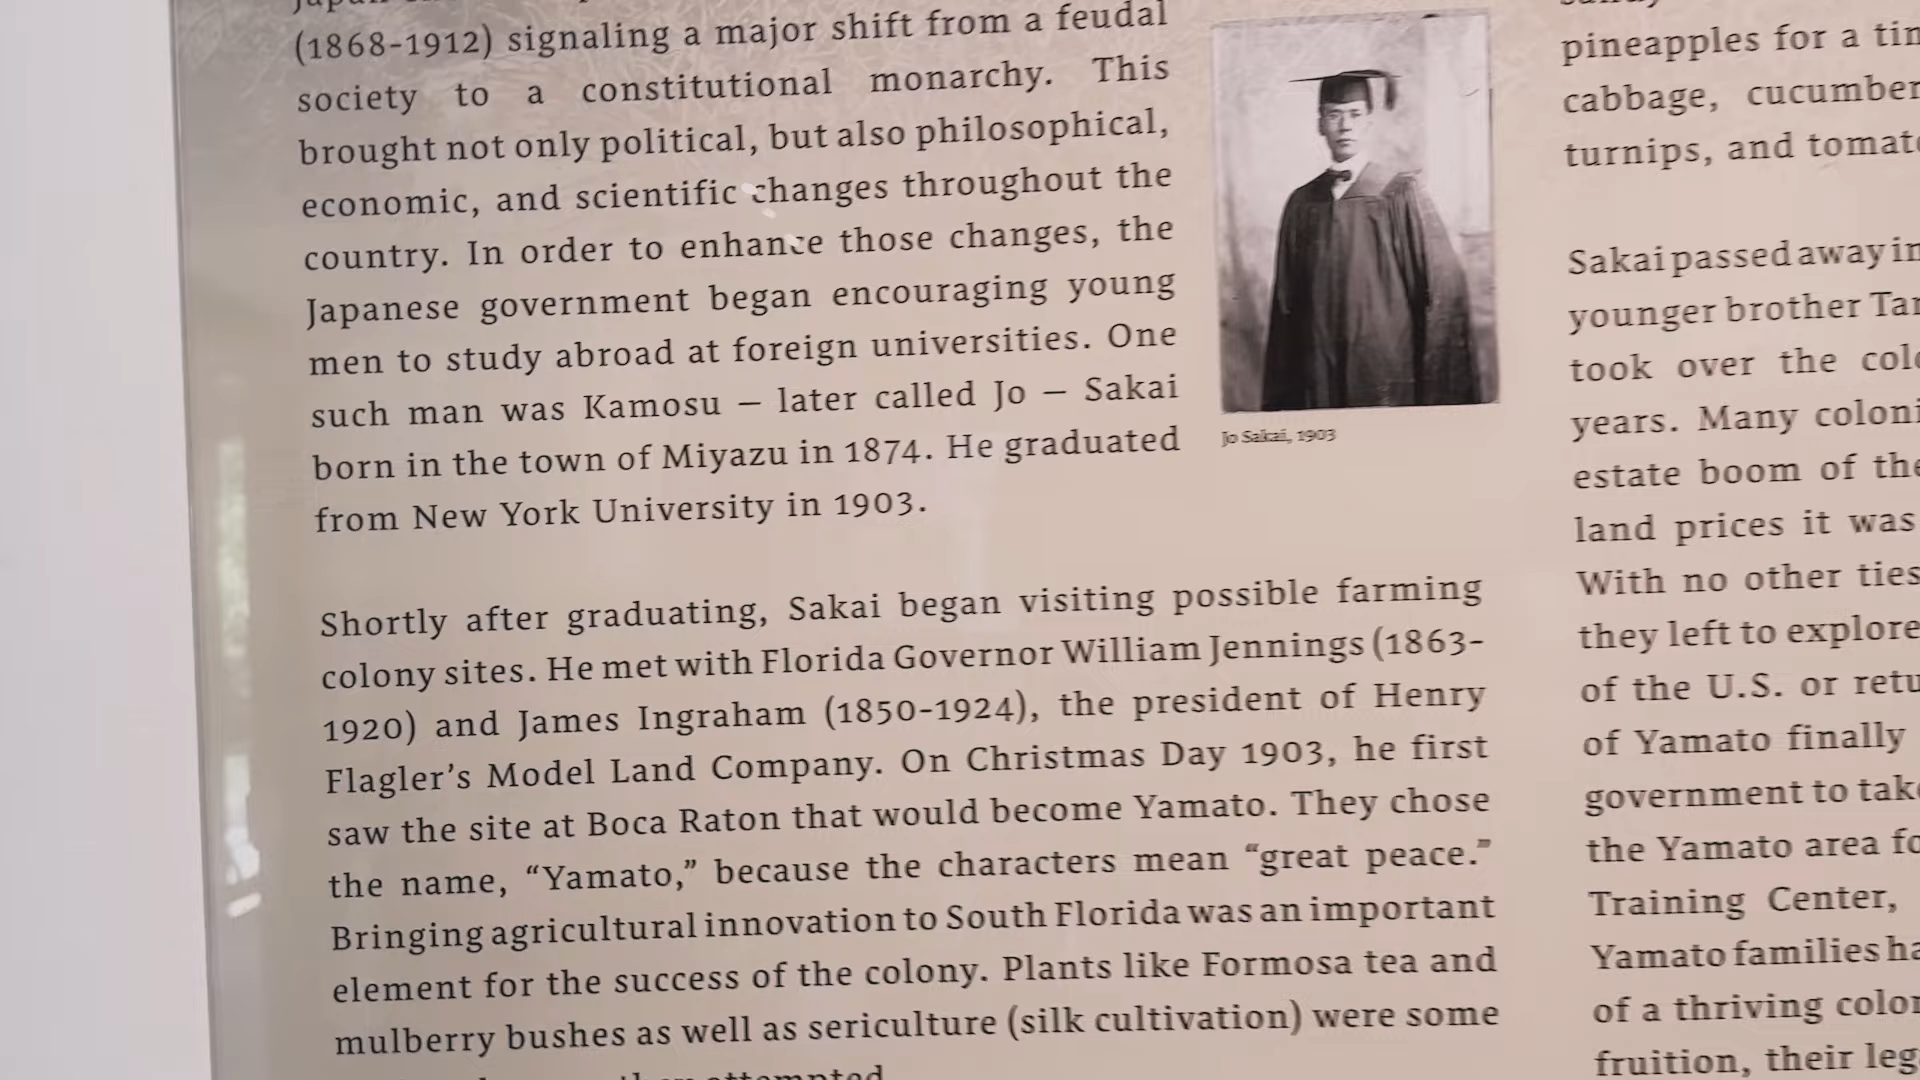 (1868-1912) signaling a major shift from a feudal
society to a constitutional monarchy. This
brought not only political, but also philosophical,
economic, and scientific changes throughout the
country. In order to enhance those changes, the
Japanese government began encouraging young
men to study abroad at foreign universities. One
such man was Kamosu – later called Jo – Sakai
born in the town of Miyazu in 1874. He graduated
from New York University in 1903.
Shortly after graduating, Sakai began visiting possible farming
colony sites. He met with Florida Governor William Jennings (1863-
1920) and James Ingraham (1850-1924), the president of Henry
Flagler’s Model Land Company. On Christmas Day 1903, he first
saw the site at Boca Raton that would become Yamato. They chose
the name, “Yamato,” because the characters mean “great peace.”
Bringing agricultural innovation to South Florida was an important
element for the success of the colony. Plants like Formosa tea and
mulberry bushes as well as sericulture (silk cultivation) were some
attempted
Jo Sakai, 1903
pineapples for a
cabbage,
turnips, and
Sakai passed away
younger brother
took over the
years. Many
estate boom of
land prices it was
With no other ties
they left to explore
of the U.S. or
of Yamato finally
government to
the Yamato area
Training Center,
Yamato families
of a thriving
fruition, their